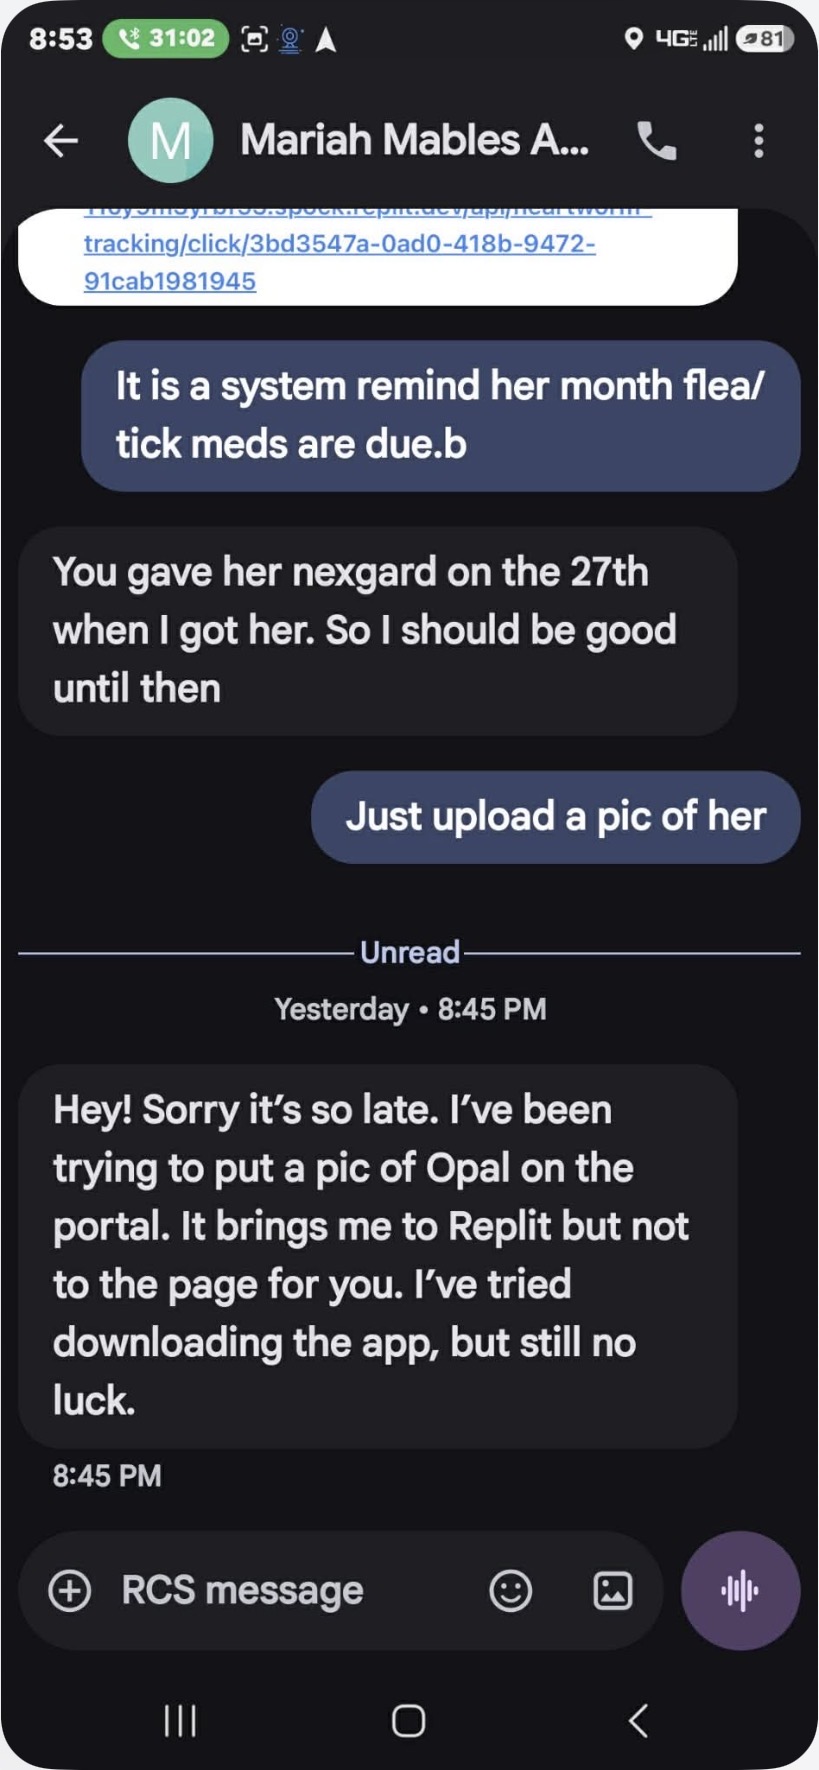 8:53 31:02 4G LTE 81
M Mariah Mables A...
tracking/click/3bd3547a-0ad0-418b-9472-
91cab1981945
It is a system remind her month flea/
tick meds are due.b
You gave her nexgard on the 27th
when I got her. So I should be good
until then
Just upload a pic of her
Unread
Yesterday • 8:45 PM
Hey! Sorry it's so late. I've been
trying to put a pic of Opal on the
portal. It brings me to Replit but not
to the page for you. I've tried
downloading the app, but still no
luck.
8:45 PM
RCS message